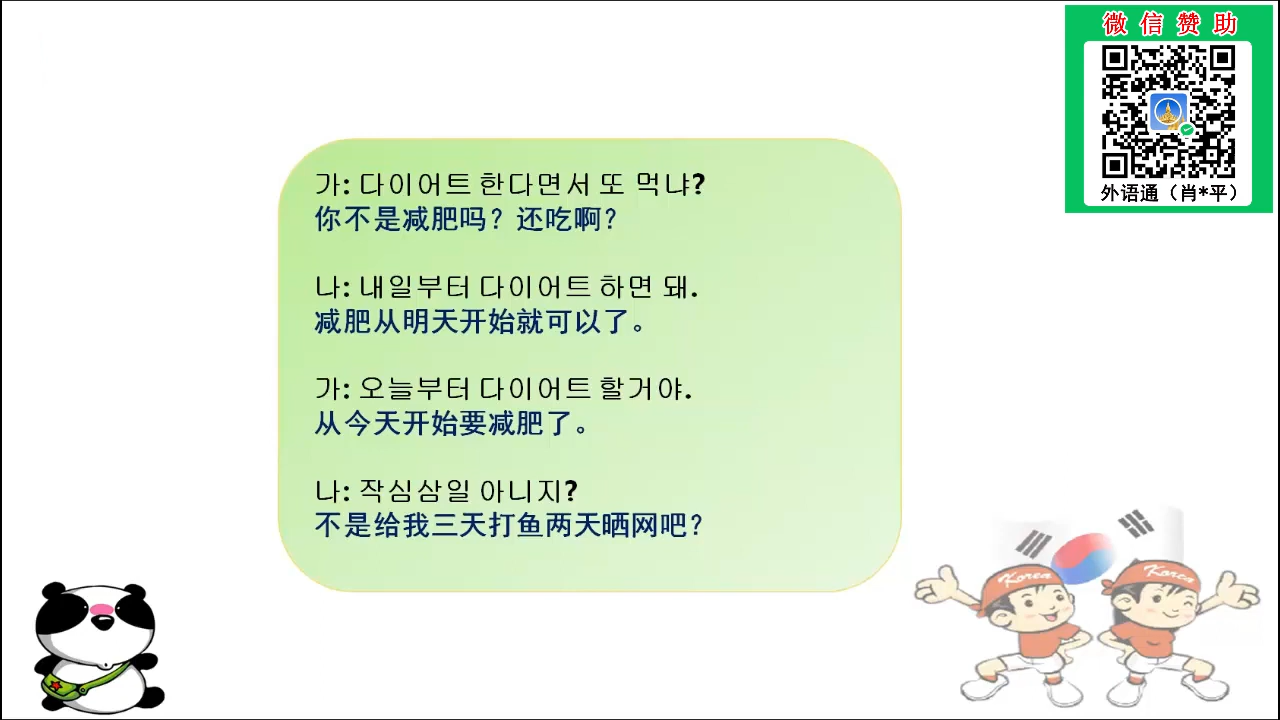 微信赞助
外语通（肖*平）
가: 다이어트 한다면서 또 먹냐?
你不是减肥吗？还吃啊？
나: 내일부터 다이어트 하면 돼.
减肥从明天开始就可以了。
가: 오늘부터 다이어트 할거야.
从今天开始要减肥了。
나: 작심삼일 아니지?
不是给我三天打鱼两天晒网吧？
Korea
Korea